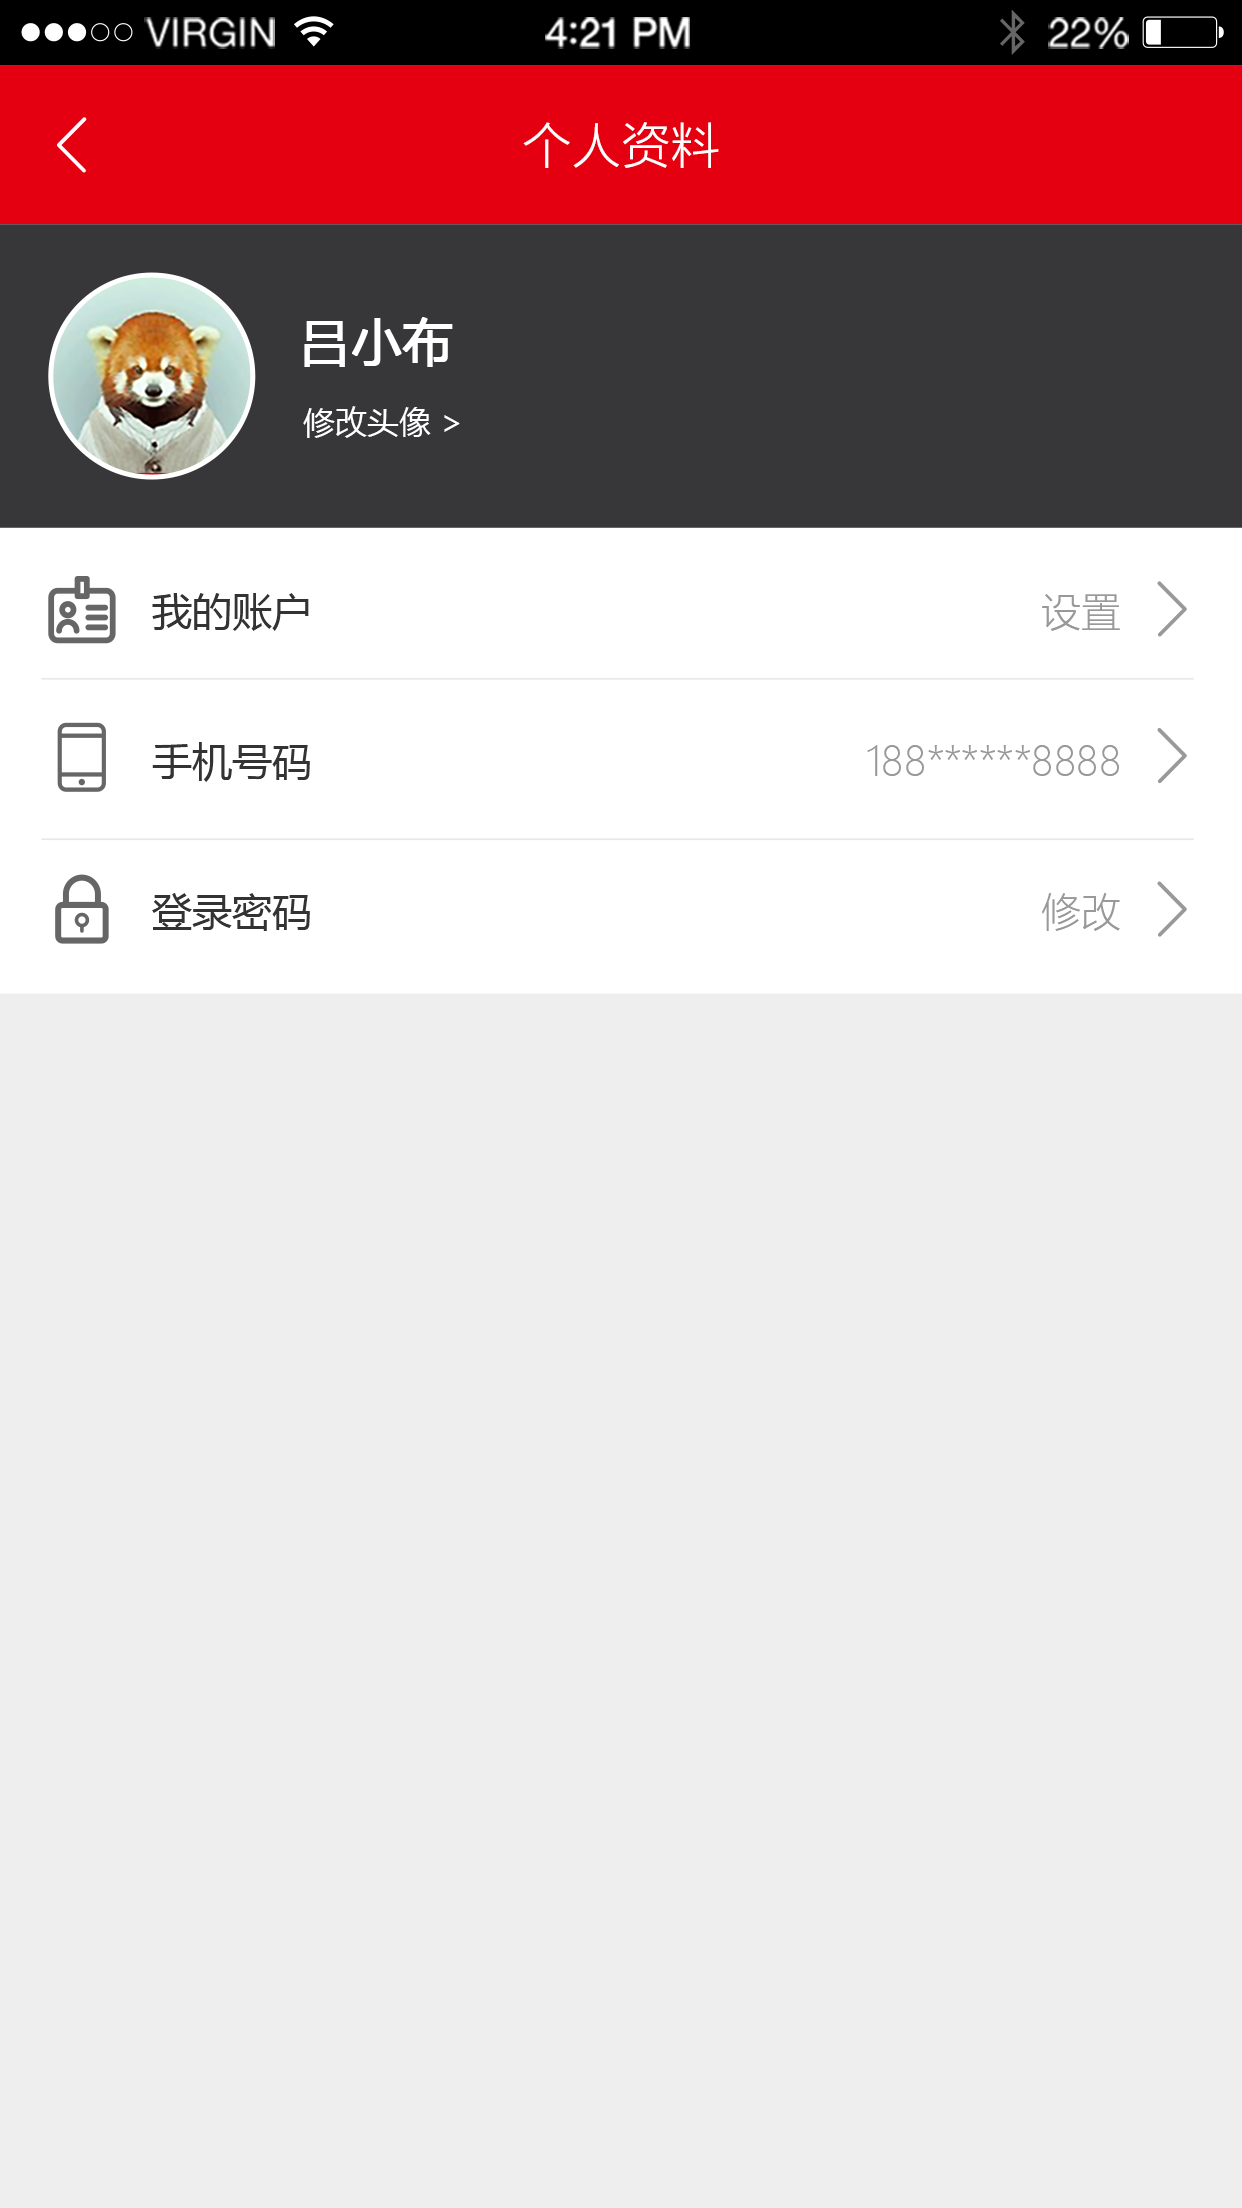 VIRGIN 4:21 PM 22%
个人资料
吕小布
修改头像 >
我的账户 设置
手机号码 188******8888
登录密码 修改